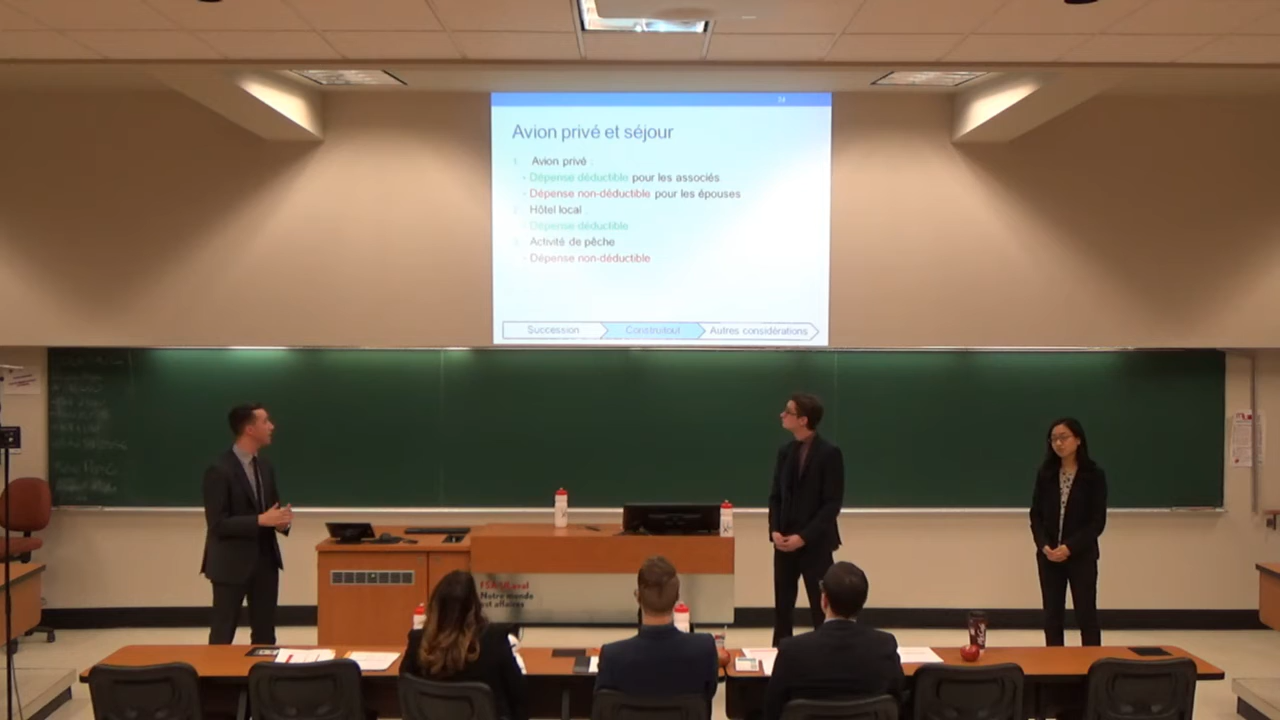 Avion privé et séjour
Avion privé :
- Dépense déductible pour les associés
- Dépense non-déductible pour les épouses
Hôtel local
- Dépense déductible
Activité de pêche
- Dépense non-déductible
Succession
Construitout
Autres considérations
FSA ULaval
Notre monde
est affaires